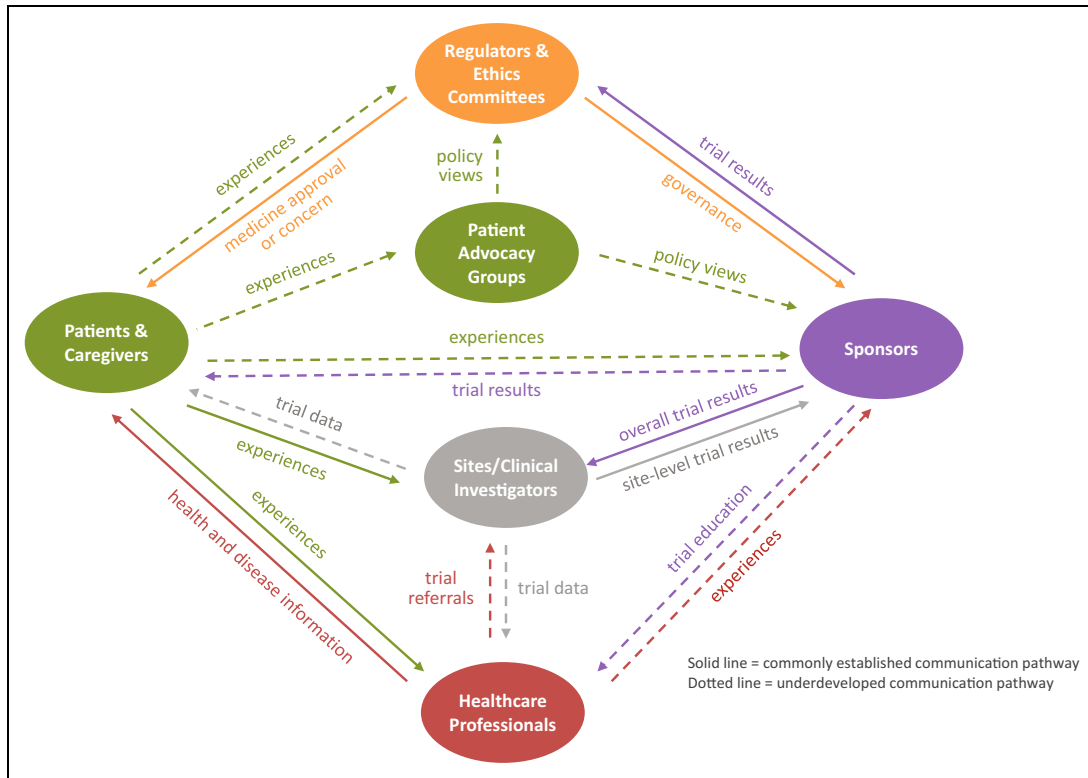 Regulators &
Ethics
Committees
experiences
medicine approval
or concern
policy
views
trial results
governance
Patient
Advocacy
Groups
experiences
policy views
Patients &
Caregivers
experiences
trial results
Sponsors
trial data
experiences
overall trial results
site-level trial results
Sites/Clinical
Investigators
experiences
health and disease information
trial
referrals
trial data
trial education
experiences
Solid line = commonly established communication pathway
Dotted line = underdeveloped communication pathway
Healthcare
Professionals